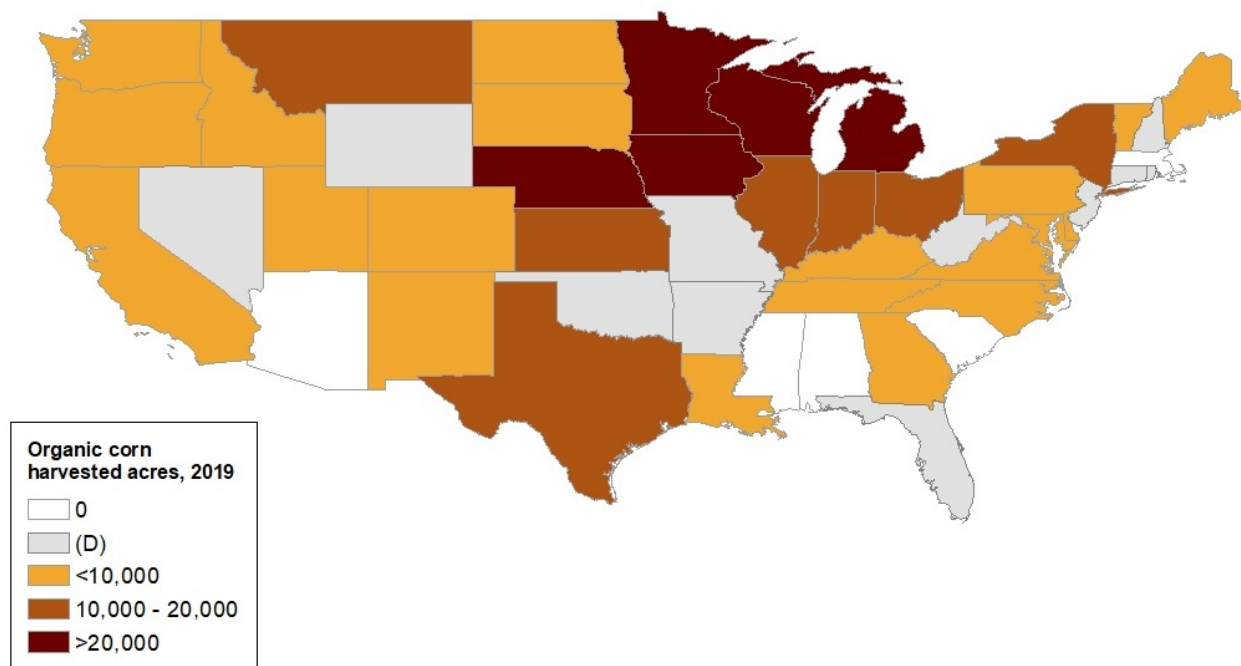 Organic corn
harvested acres, 2019
0
(D)
<10,000
10,000 - 20,000
>20,000